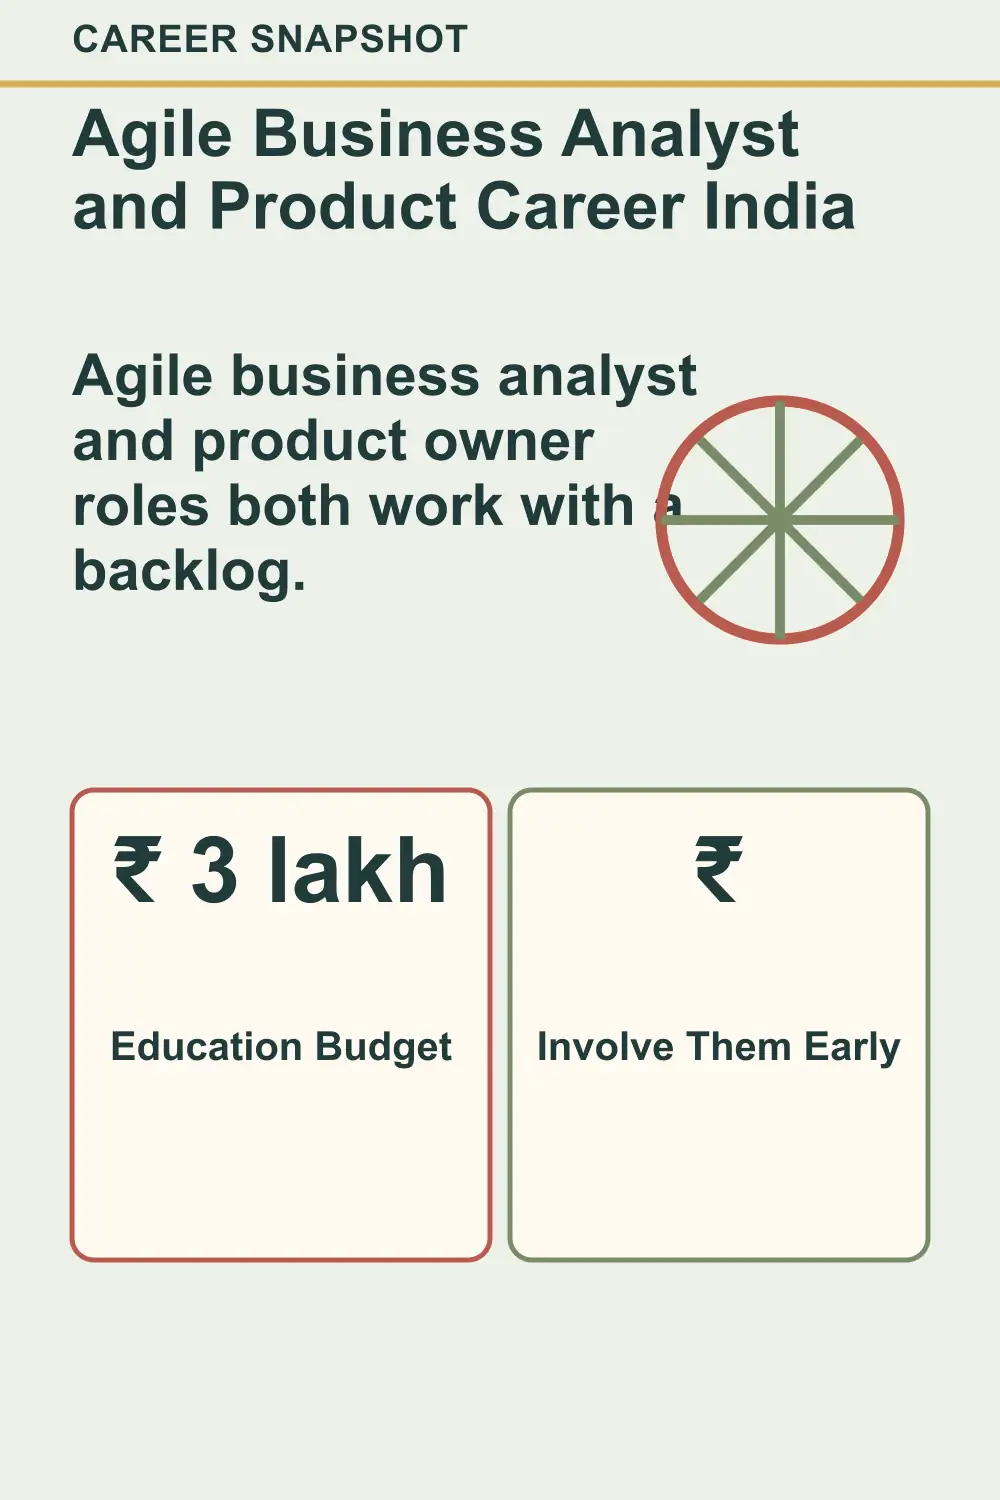 CAREER SNAPSHOT
Agile Business Analyst
and Product Career India
Agile business analyst
and product owner
roles both work with a
backlog.
₹ 3 lakh
₹
Education Budget
Involve Them Early